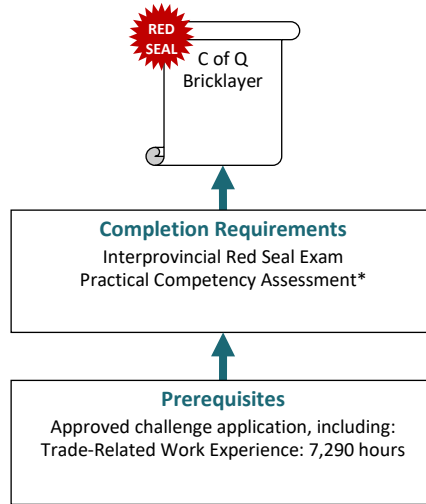 RED
SEAL
C of Q
Bricklayer
Completion Requirements
Interprovincial Red Seal Exam
Practical Competency Assessment*
Prerequisites
Approved challenge application, including:
Trade-Related Work Experience: 7,290 hours